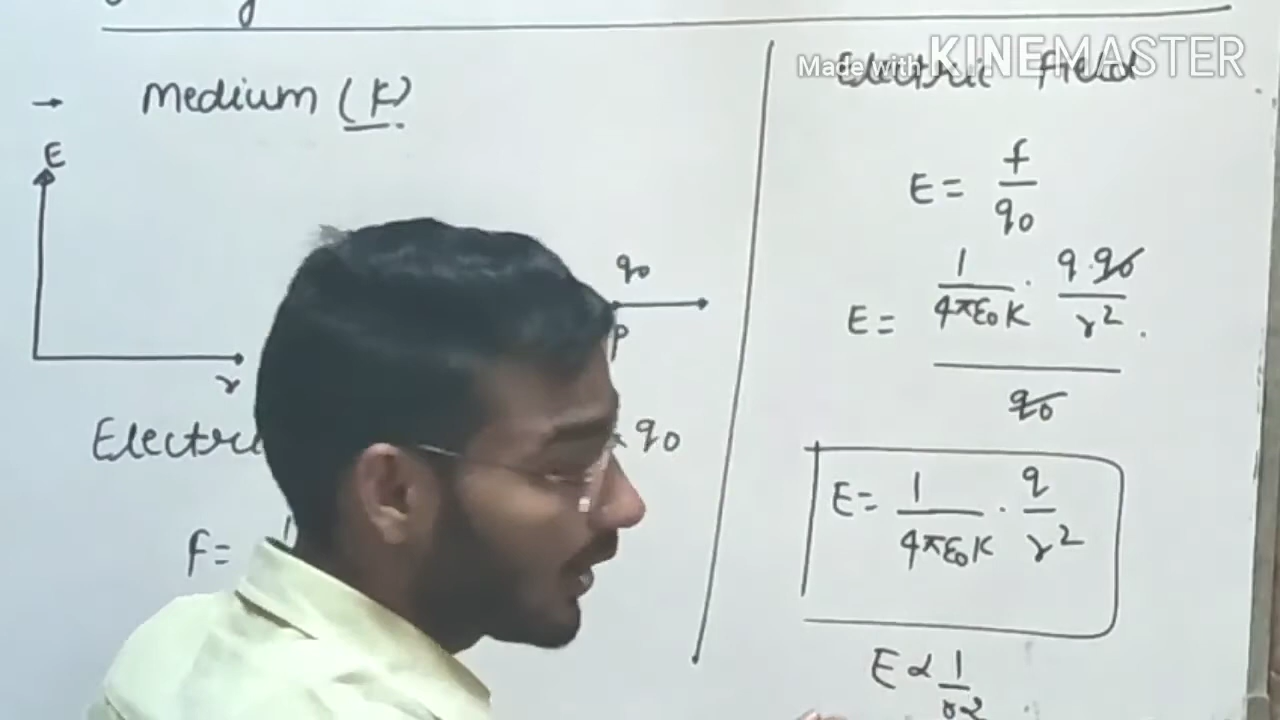 → Medium (K)
E
r
q₀
P
Electri
q₀
F =
Made with KINEMASTER
Electric field
E = f / q₀
E = 1 / 4πε₀K · q · q₀ / r² / q₀
E = 1 / 4πε₀K · q / r²
E ∝ 1 / r²